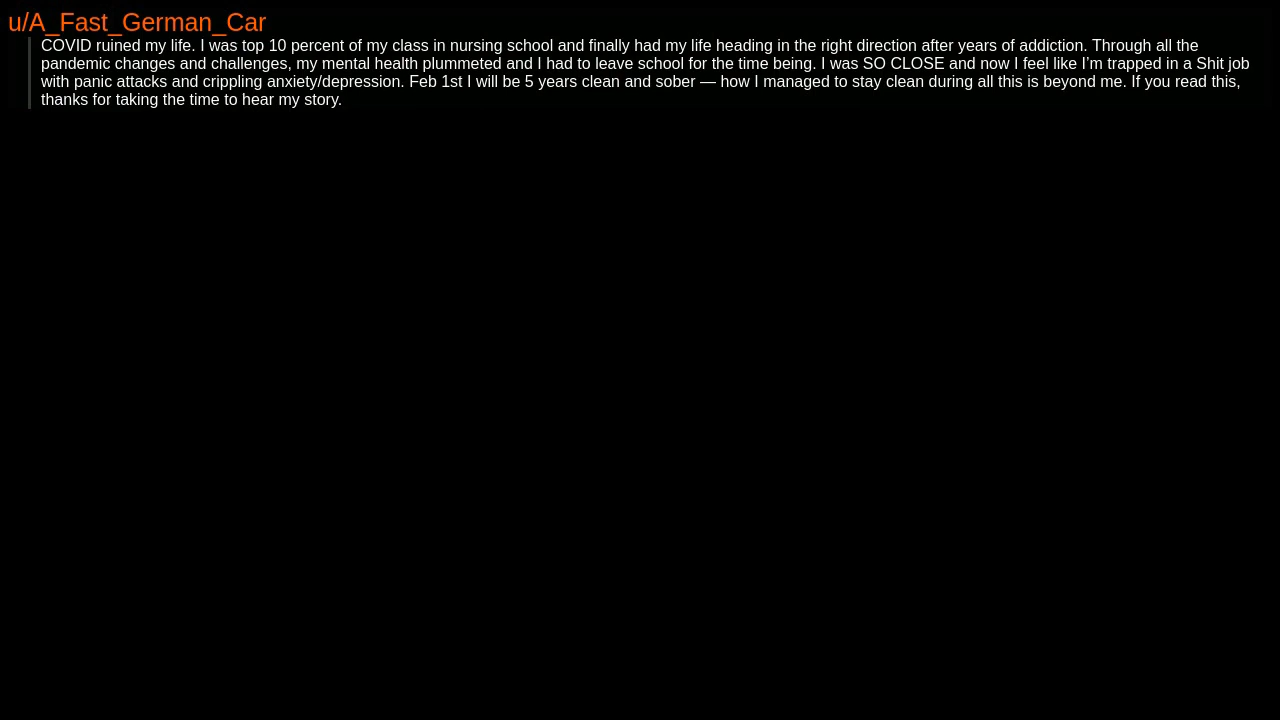 u/A_Fast_German_Car
COVID ruined my life. I was top 10 percent of my class in nursing school and finally had my life heading in the right direction after years of addiction. Through all the
pandemic changes and challenges, my mental health plummeted and I had to leave school for the time being. I was SO CLOSE and now I feel like I’m trapped in a Shit job
with panic attacks and crippling anxiety/depression. Feb 1st I will be 5 years clean and sober — how I managed to stay clean during all this is beyond me. If you read this,
thanks for taking the time to hear my story.